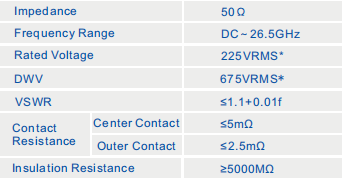 Impedance 50Ω
Frequency Range DC~26.5GHz
Rated Voltage 225VRMS*
DWV 675VRMS*
VSWR ≤1.1+0.01f
Contact Resistance Center Contact ≤5mΩ
Outer Contact ≤2.5mΩ
Insulation Resistance ≥5000MΩ